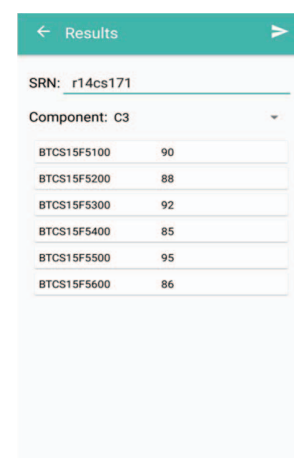 Results
SRN: r14cs171
Component: C3
BTCS15F5100 90
BTCS15F5200 88
BTCS15F5300 92
BTCS15F5400 85
BTCS15F5500 95
BTCS15F5600 86